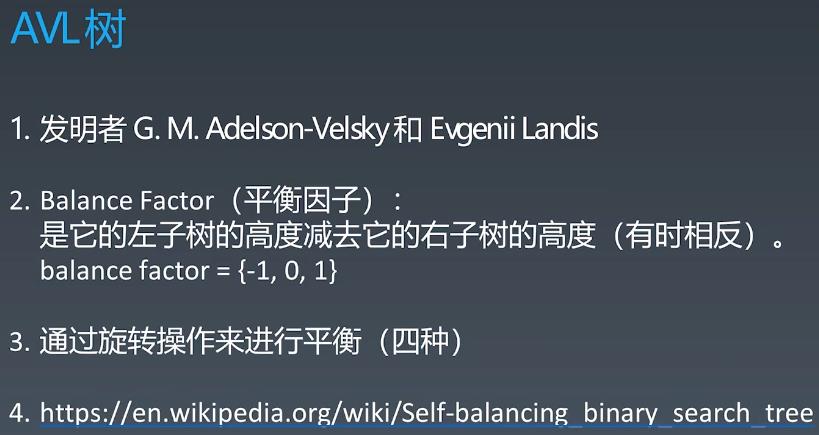 AVL树
1. 发明者 G. M. Adelson-Velsky和 Evgenii Landis
2. Balance Factor（平衡因子）:
是它的左子树的高度减去它的右子树的高度（有时相反）。
balance factor = {-1, 0, 1}
3. 通过旋转操作来进行平衡（四种）
4. https://en.wikipedia.org/wiki/Self-balancing_binary_search_tree